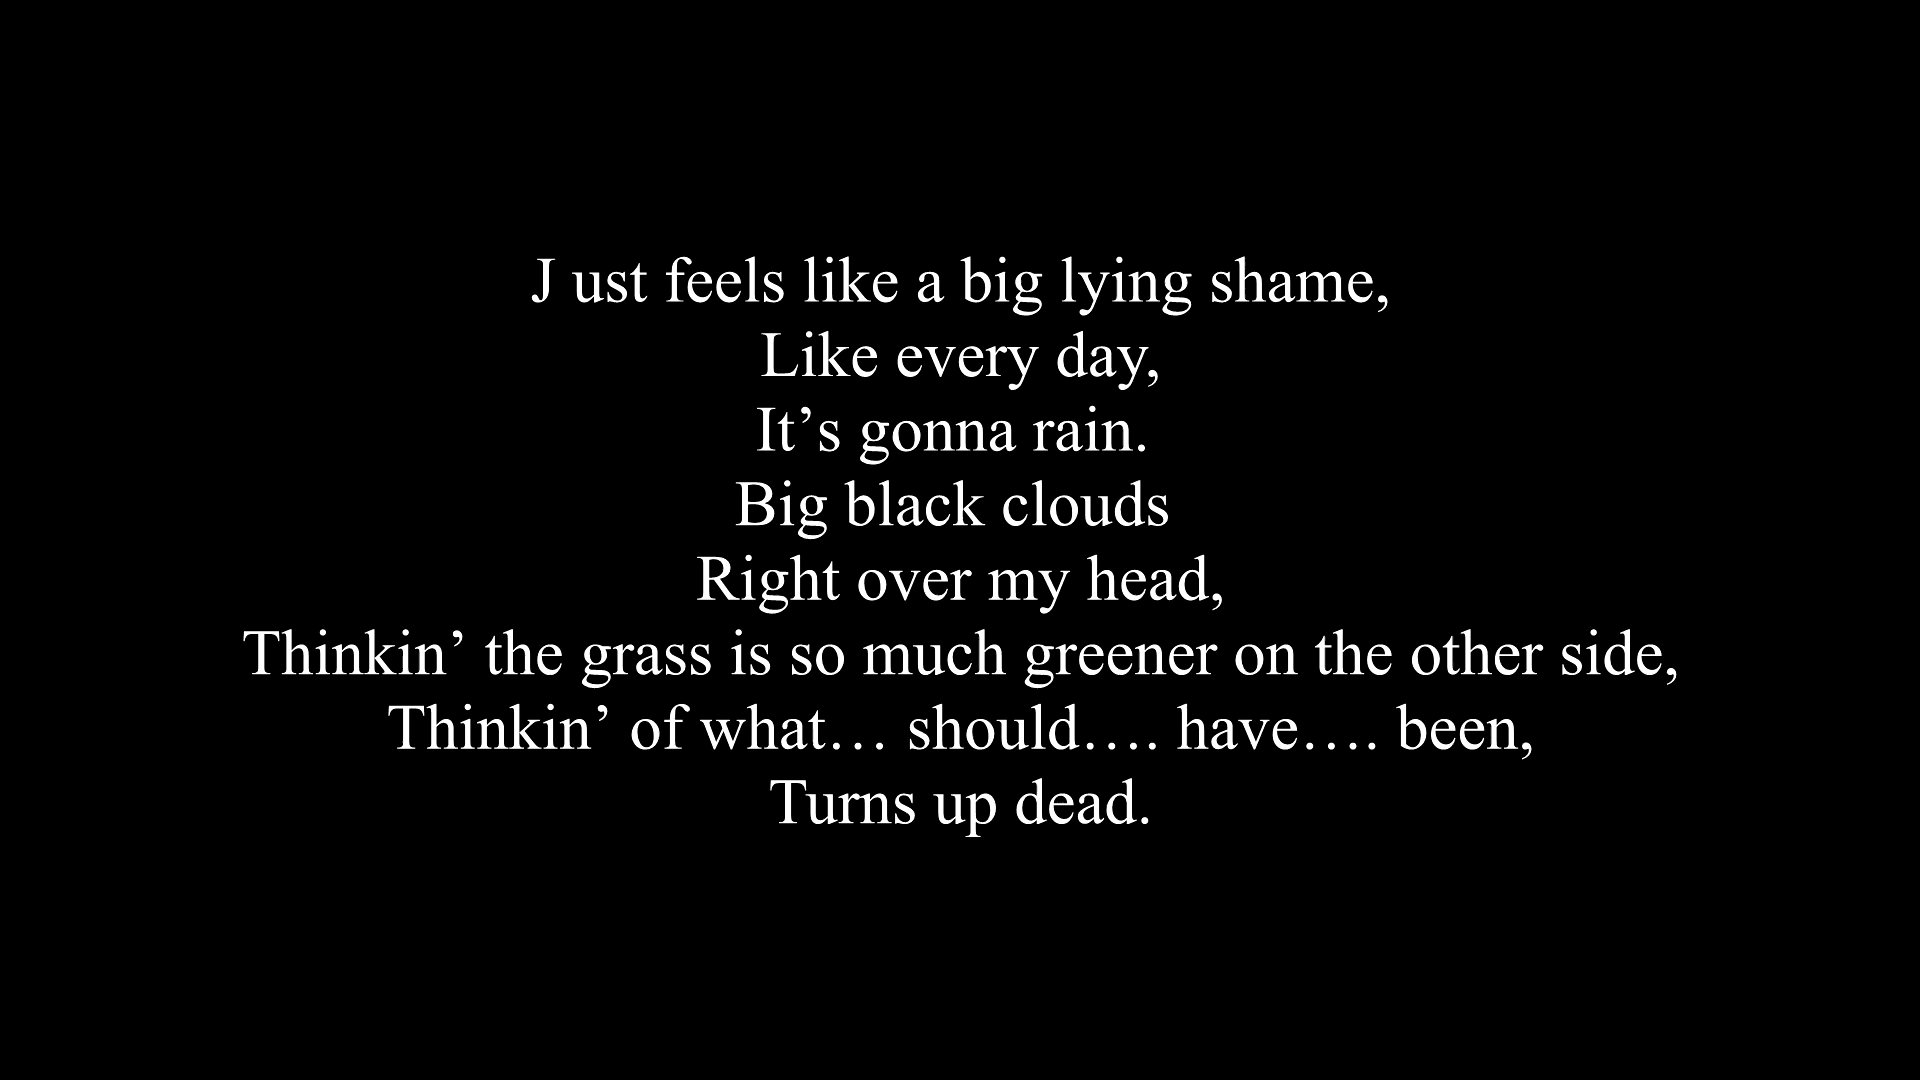 J ust feels like a big lying shame,
Like every day,
It’s gonna rain.
Big black clouds
Right over my head,
Thinkin’ the grass is so much greener on the other side,
Thinkin’ of what… should…. have…. been,
Turns up dead.